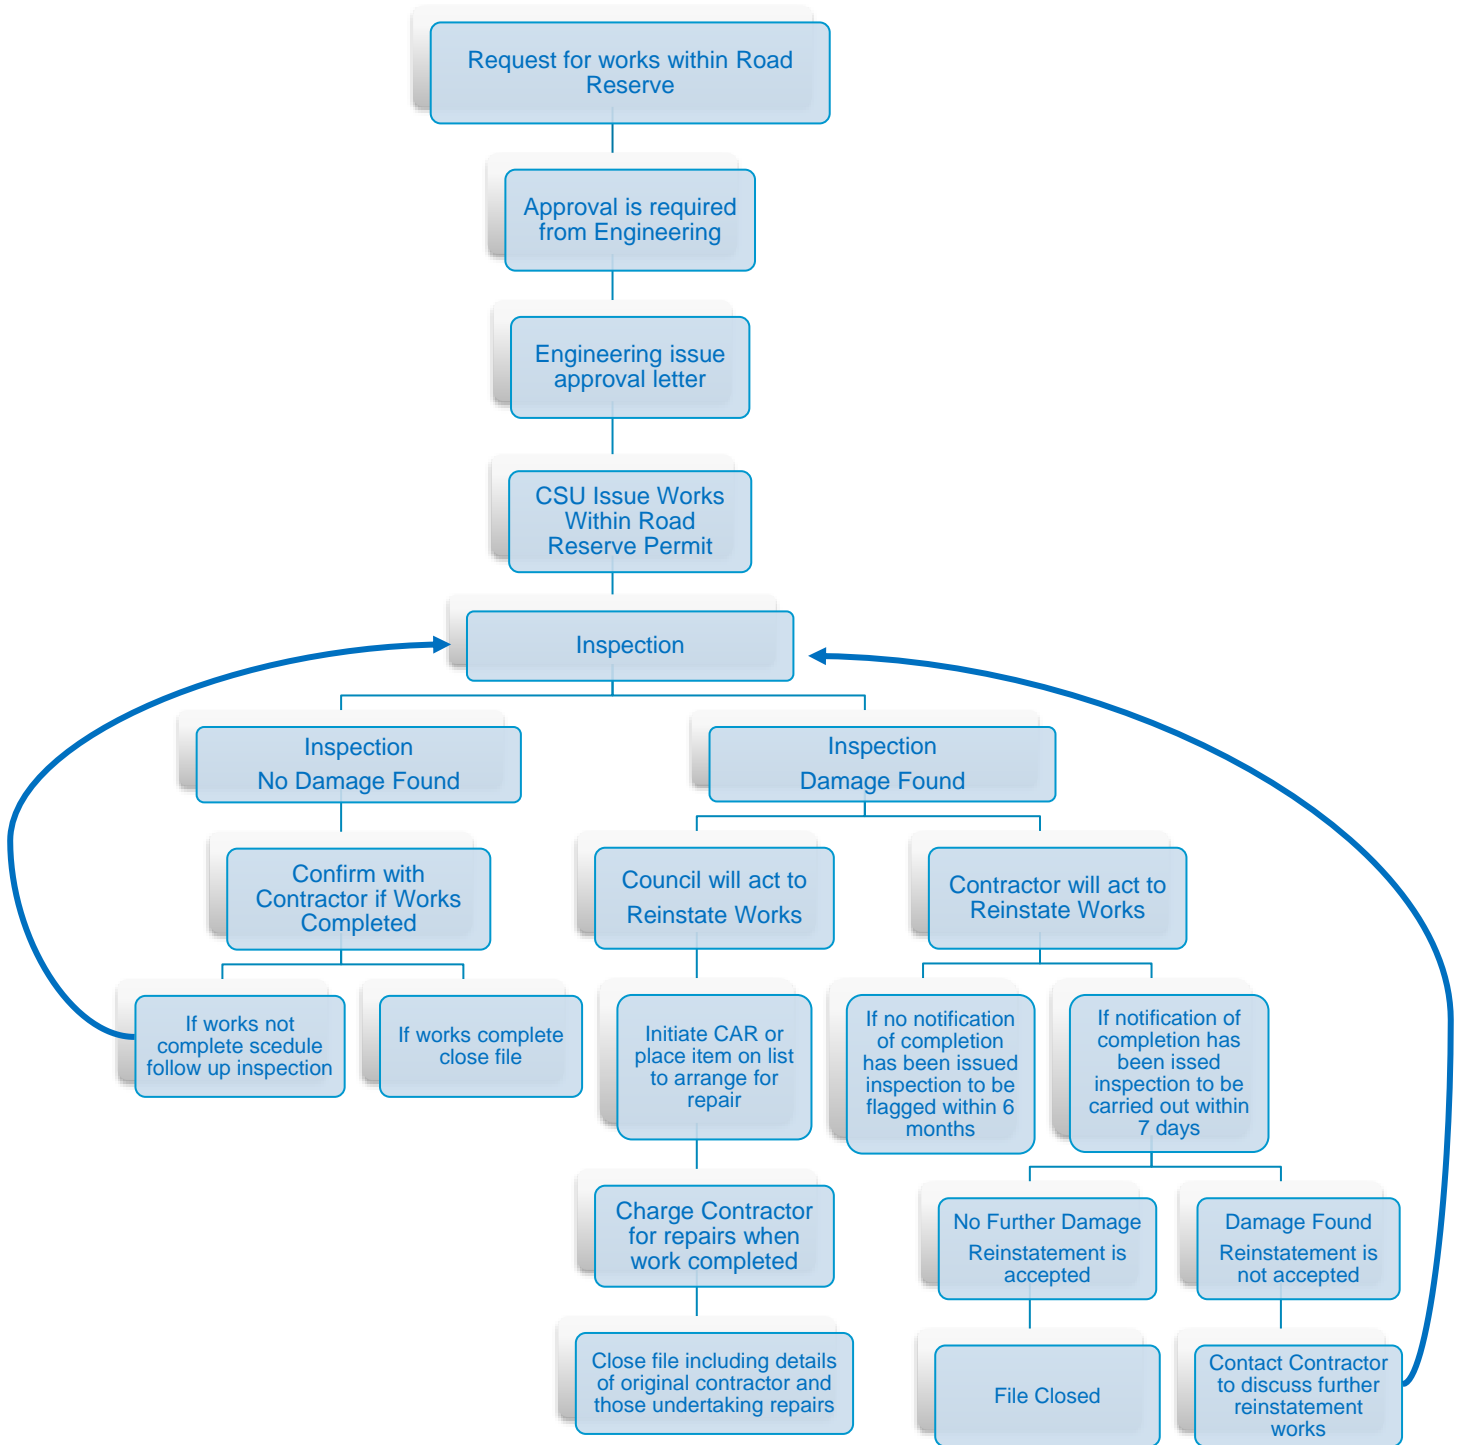 Request for works within Road
Reserve
Approval is required
from Engineering
Engineering issue
approval letter
CSU Issue Works
Within Road
Reserve Permit
Inspection
Inspection
No Damage Found
Inspection
Damage Found
Confirm with
Contractor if Works
Completed
Council will act to
Reinstate Works
Contractor will act to
Reinstate Works
If works not
complete scedule
follow up inspection
If works complete
close file
Initiate CAR or
place item on list
to arrange for
repair
If no notification
of completion
has been issued
inspection to be
flagged within 6
months
If notification of
completion has
been issed
inspection to be
carried out within
7 days
Charge Contractor
for repairs when
work completed
No Further Damage
Reinstatement is
accepted
Damage Found
Reinstatement is
not accepted
Close file including details
of original contractor and
those undertaking repairs
File Closed
Contact Contractor
to discuss further
reinstatement
works